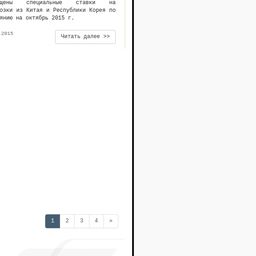 дены специальные ставки на
озки из Китая и Республики Корея по
яние на октябрь 2015 г.
.2015
Читать далее >>
1 2 3 4 »